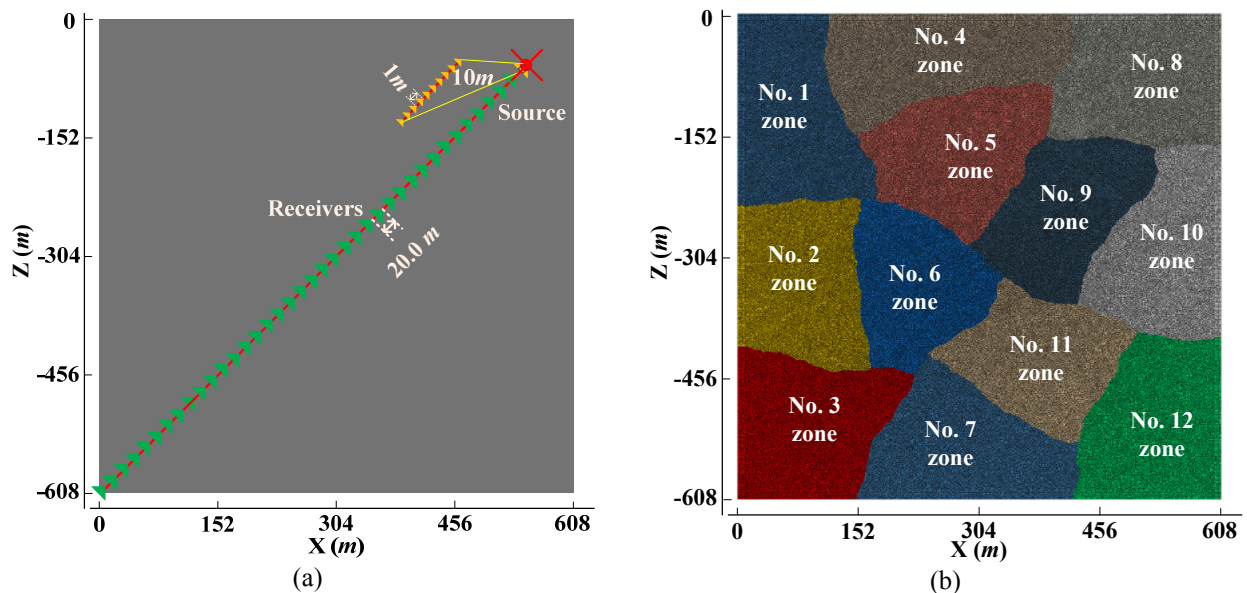 0
-152
-304
-456
-608
Z (m)
0
152
304
456
608
X (m)
1m
10m
Source
Receivers
20.0 m
(a)
0
-152
-304
-456
-608
Z (m)
0
152
304
456
608
X (m)
No. 1
zone
No. 4
zone
No. 8
zone
No. 5
zone
No. 9
zone
No. 2
zone
No. 6
zone
No. 10
zone
No. 11
zone
No. 3
zone
No. 7
zone
No. 12
zone
(b)